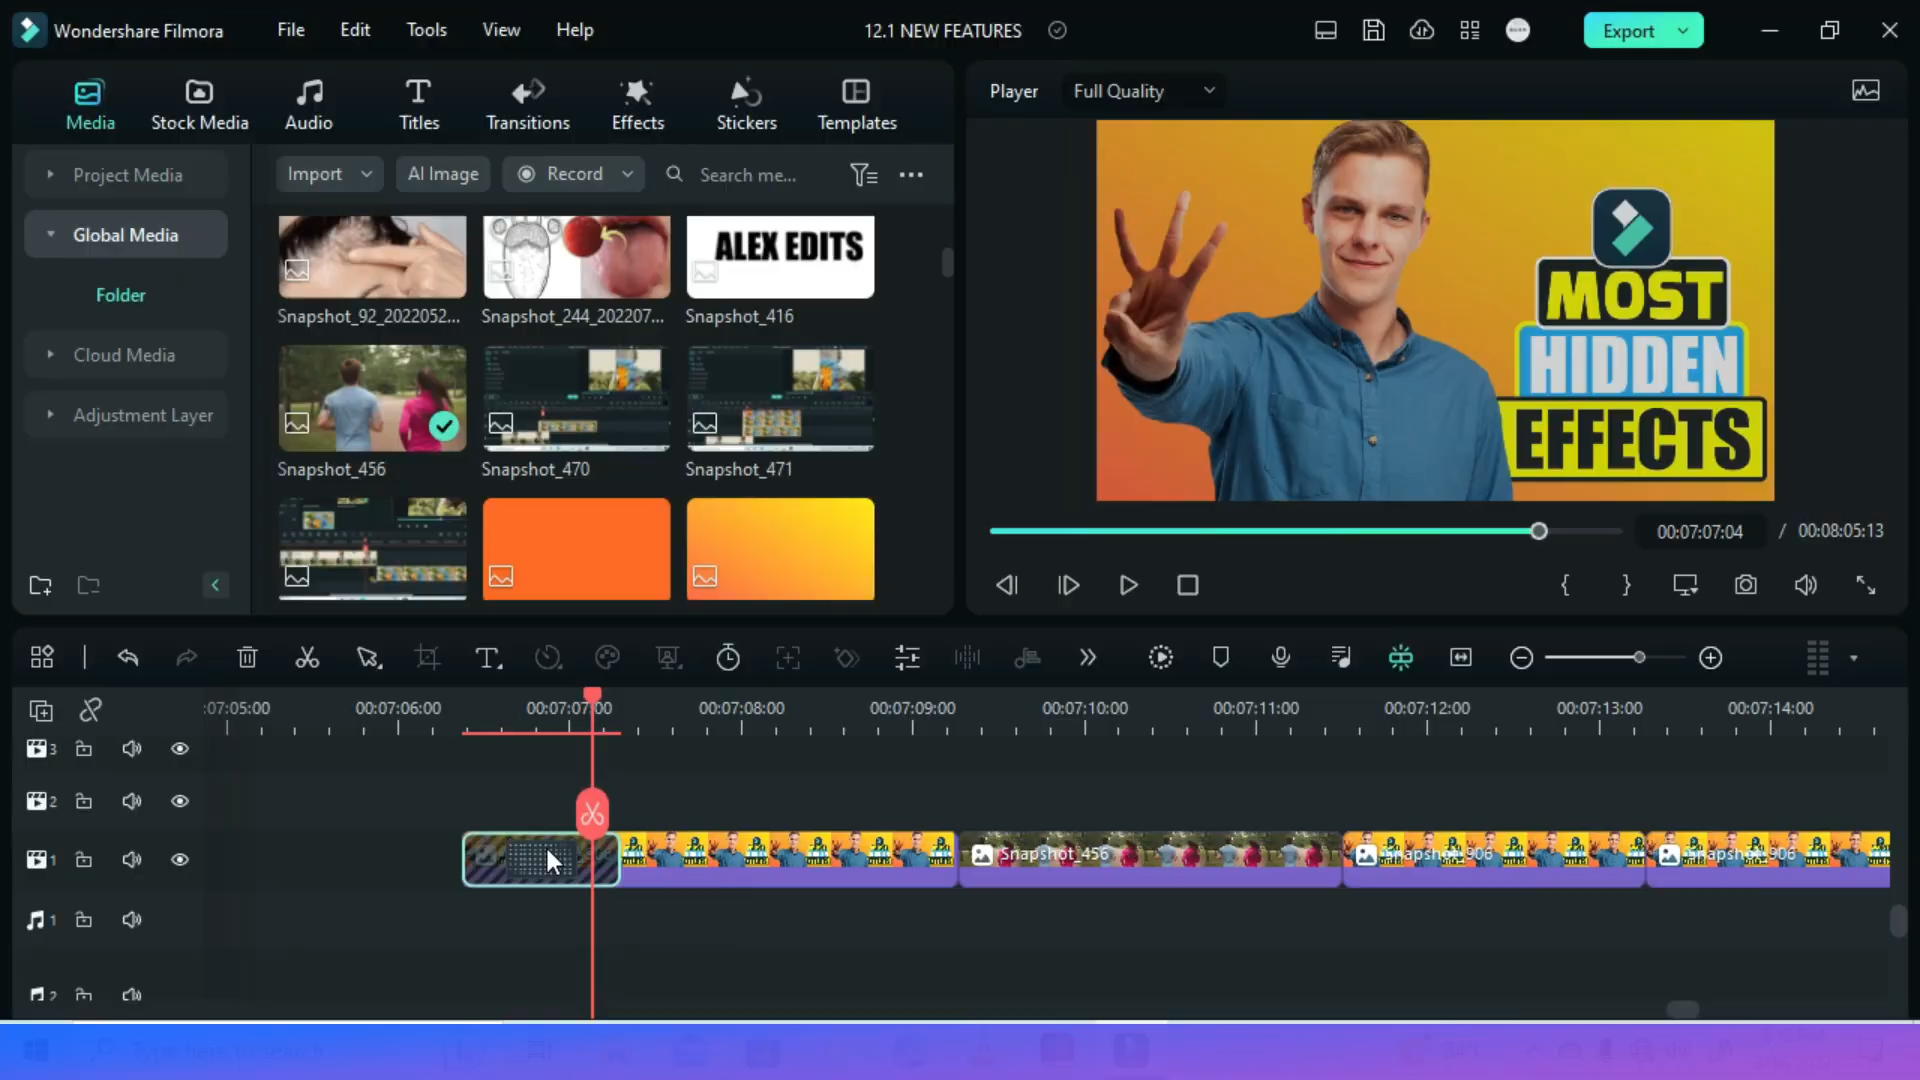 Wondershare Filmora
File
Edit
Tools
View
Help
12.1 NEW FEATURES
Export
Media
Stock Media
Audio
Titles
Transitions
Effects
Stickers
Templates
Player
Full Quality
Project Media
Global Media
Folder
Cloud Media
Adjustment Layer
Import
AI Image
Record
Search me...
ALEX EDITS
Snapshot_92_2022052...
Snapshot_244_202207...
Snapshot_416
Snapshot_456
Snapshot_470
Snapshot_471
MOST
HIDDEN
EFFECTS
00:07:07:04 / 00:08:05:13
:07:05:00
00:07:06:00
00:07:07:00
00:07:08:00
00:07:09:00
00:07:10:00
00:07:11:00
00:07:12:00
00:07:13:00
00:07:14:00
3
2
1
Snapshot_456
Snapshot_906
Snapshot_906
1
2
Type here to search